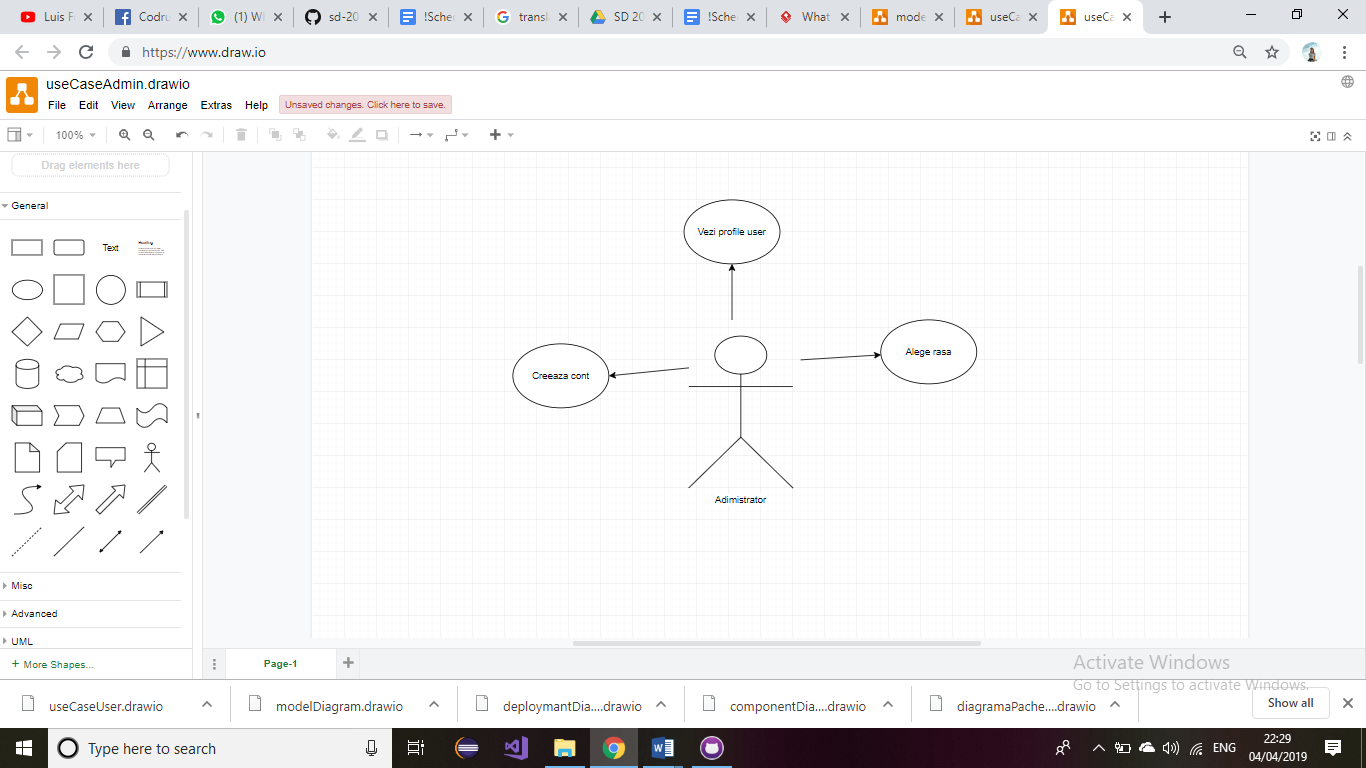 Luis F
Codru
(1) W
sd-20
!Sche
transla
SD 20
!Sche
What
mode
useCa
useCa
https://www.draw.io
useCaseAdmin.drawio
File Edit View Arrange Extras Help Unsaved changes. Click here to save.
100%
Drag elements here
General
Text
Heading
Misc
Advanced
UML
+ More Shapes...
Vezi profile user
Creeaza cont
Alege rasa
Adimistrator
Page-1
Activate Windows
Go to Settings to activate Windows.
useCaseUser.drawio
modelDiagram.drawio
deploymantDia....drawio
componentDia....drawio
diagramaPache....drawio
Show all
Type here to search
ENG
22:29
04/04/2019